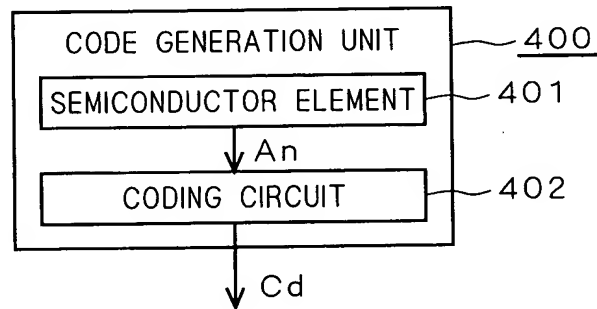 CODE GENERATION UNIT
400
SEMICONDUCTOR ELEMENT
401
An
CODING CIRCUIT
402
Cd